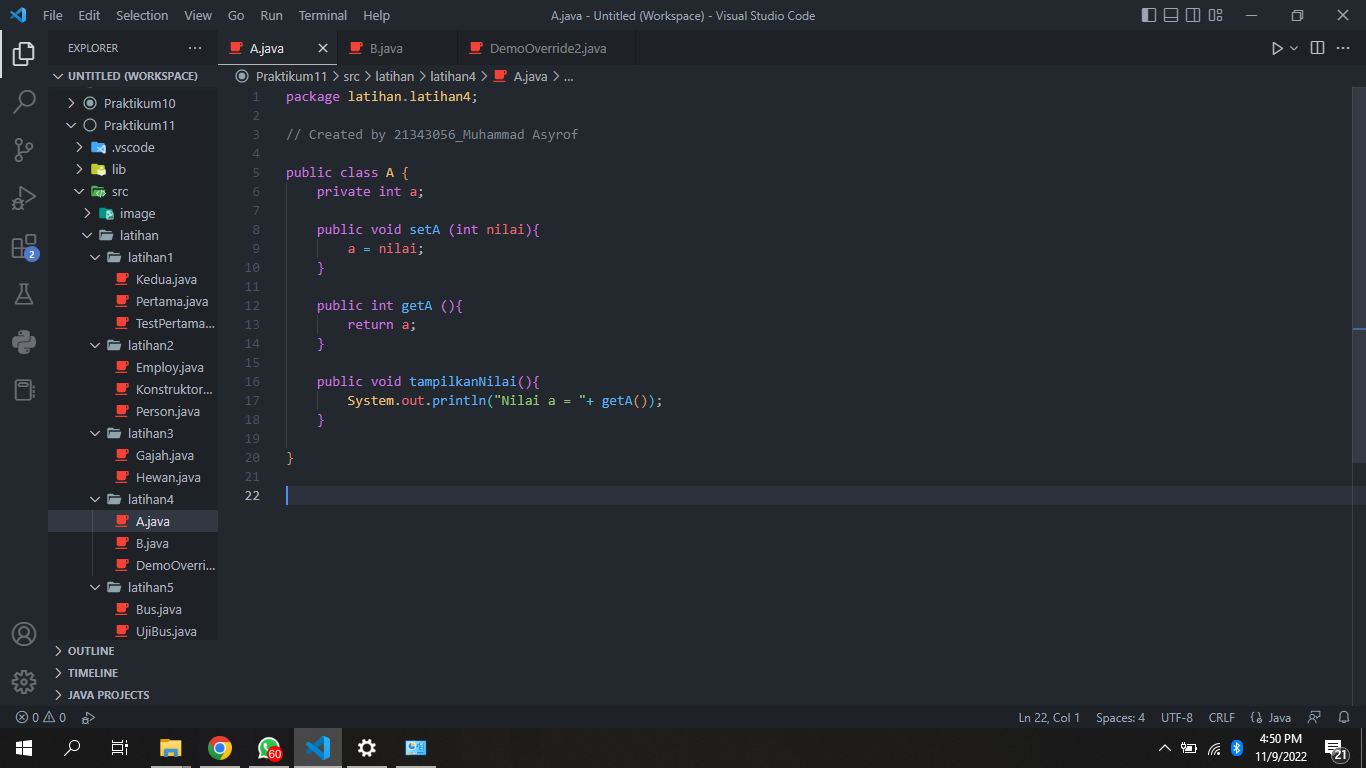 File Edit Selection View Go Run Terminal Help
A.java - Untitled (Workspace) - Visual Studio Code
EXPLORER
A.java
B.java
DemoOverride2.java
UNTITLED (WORKSPACE)
Praktikum10
Praktikum11
.vscode
lib
src
image
latihan
latihan1
Kedua.java
Pertama.java
TestPertama...
latihan2
Employ.java
Konstruktor...
Person.java
latihan3
Gajah.java
Hewan.java
latihan4
A.java
B.java
DemoOverri...
latihan5
Bus.java
UjiBus.java
OUTLINE
TIMELINE
JAVA PROJECTS
2
Praktikum11 > src > latihan > latihan4 > A.java > ...
1 package latihan.latihan4;
2
3 // Created by 21343056_Muhammad Asyrof
4
5 public class A {
6 private int a;
7
8 public void setA (int nilai){
9 a = nilai;
10 }
11
12 public int getA (){
13 return a;
14 }
15
16 public void tampilkanNilai(){
17 System.out.println("Nilai a = "+ getA());
18 }
19
20 }
21
22
0 0
Ln 22, Col 1 Spaces: 4 UTF-8 CRLF {} Java
60
4:50 PM
11/9/2022
21